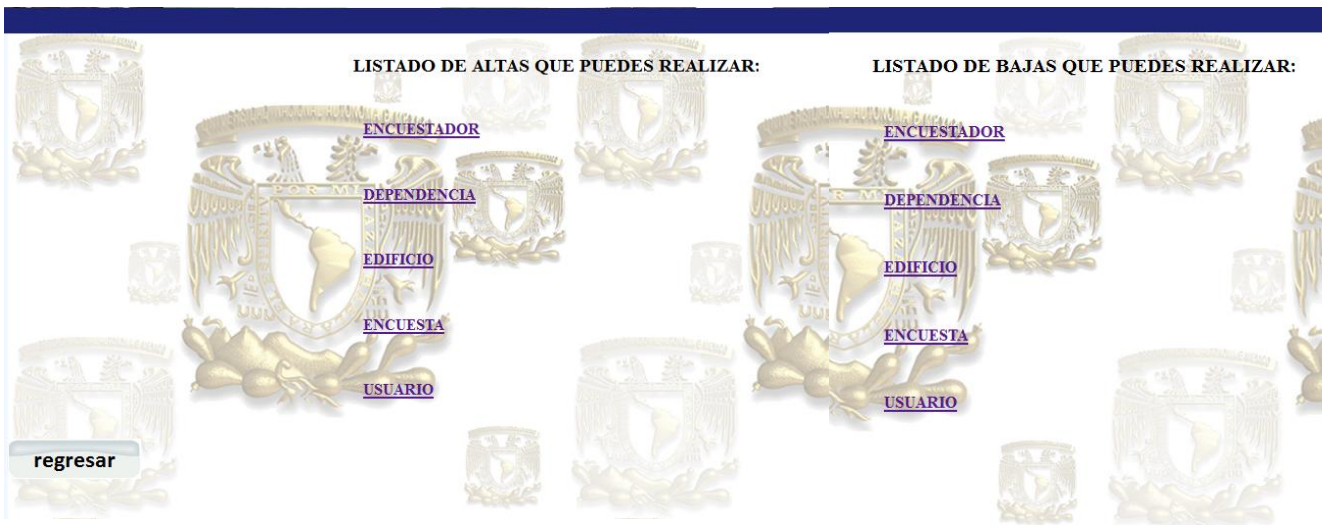 LISTADO DE ALTAS QUE PUEDES REALIZAR:
ENCUESTADOR
DEPENDENCIA
EDIFICIO
ENCUESTA
USUARIO
regresar
LISTADO DE BAJAS QUE PUEDES REALIZAR:
ENCUESTADOR
DEPENDENCIA
EDIFICIO
ENCUESTA
USUARIO